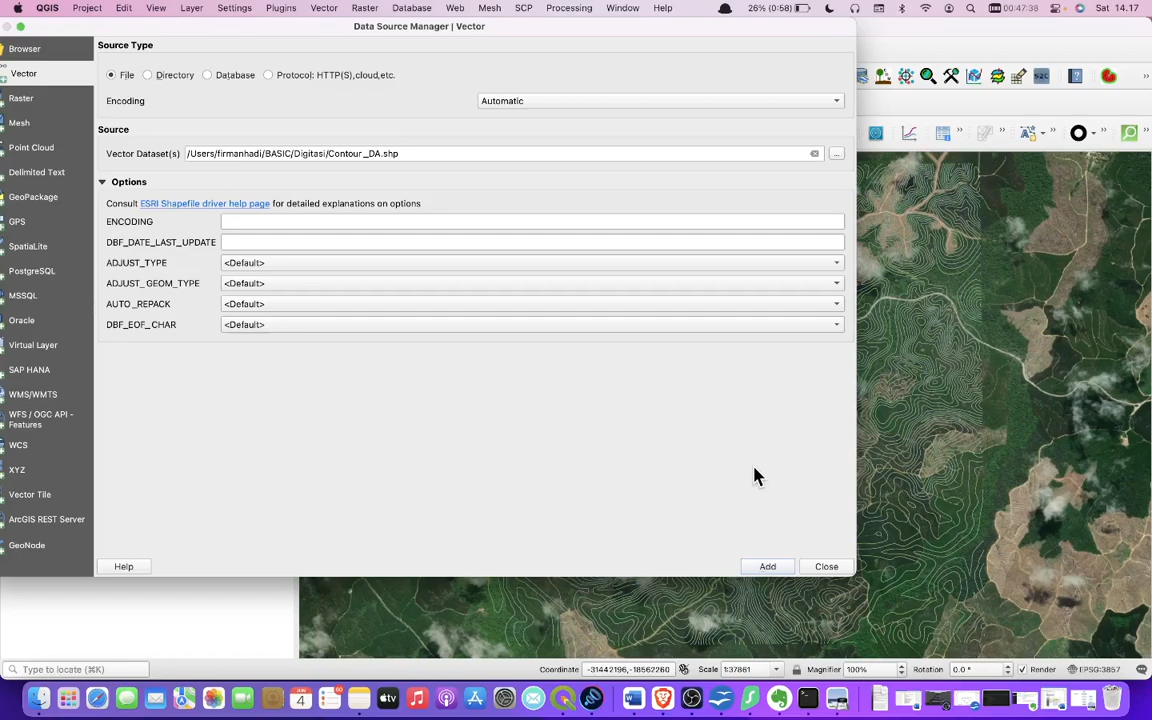 QGIS Project Edit View Layer Settings Plugins Vector Raster Database Web Mesh SCP Processing Window Help 26% (0:58) 00:47:38 Sat 14.17
Data Source Manager | Vector
Browser
Vector
Raster
Mesh
Point Cloud
Delimited Text
GeoPackage
GPS
SpatiaLite
PostgreSQL
MSSQL
Oracle
Virtual Layer
SAP HANA
WMS/WMTS
WFS / OGC API -
Features
WCS
XYZ
Vector Tile
ArcGIS REST Server
GeoNode
Source Type
File Directory Database Protocol: HTTP(S),cloud,etc.
Encoding Automatic
Source
Vector Dataset(s) /Users/firmanhadi/BASIC/Digitasi/Contour_DA.shp ...
Options
Consult ESRI Shapefile driver help page for detailed explanations on options
ENCODING
DBF_DATE_LAST_UPDATE
ADJUST_TYPE <Default>
ADJUST_GEOM_TYPE <Default>
AUTO_REPACK <Default>
DBF_EOF_CHAR <Default>
Help Add Close
Type to locate (⌘K) Coordinate -31442196,-18562260 Scale 1:37861 Magnifier 100% Rotation 0.0 ° Render EPSG:3857
JUN
4
60